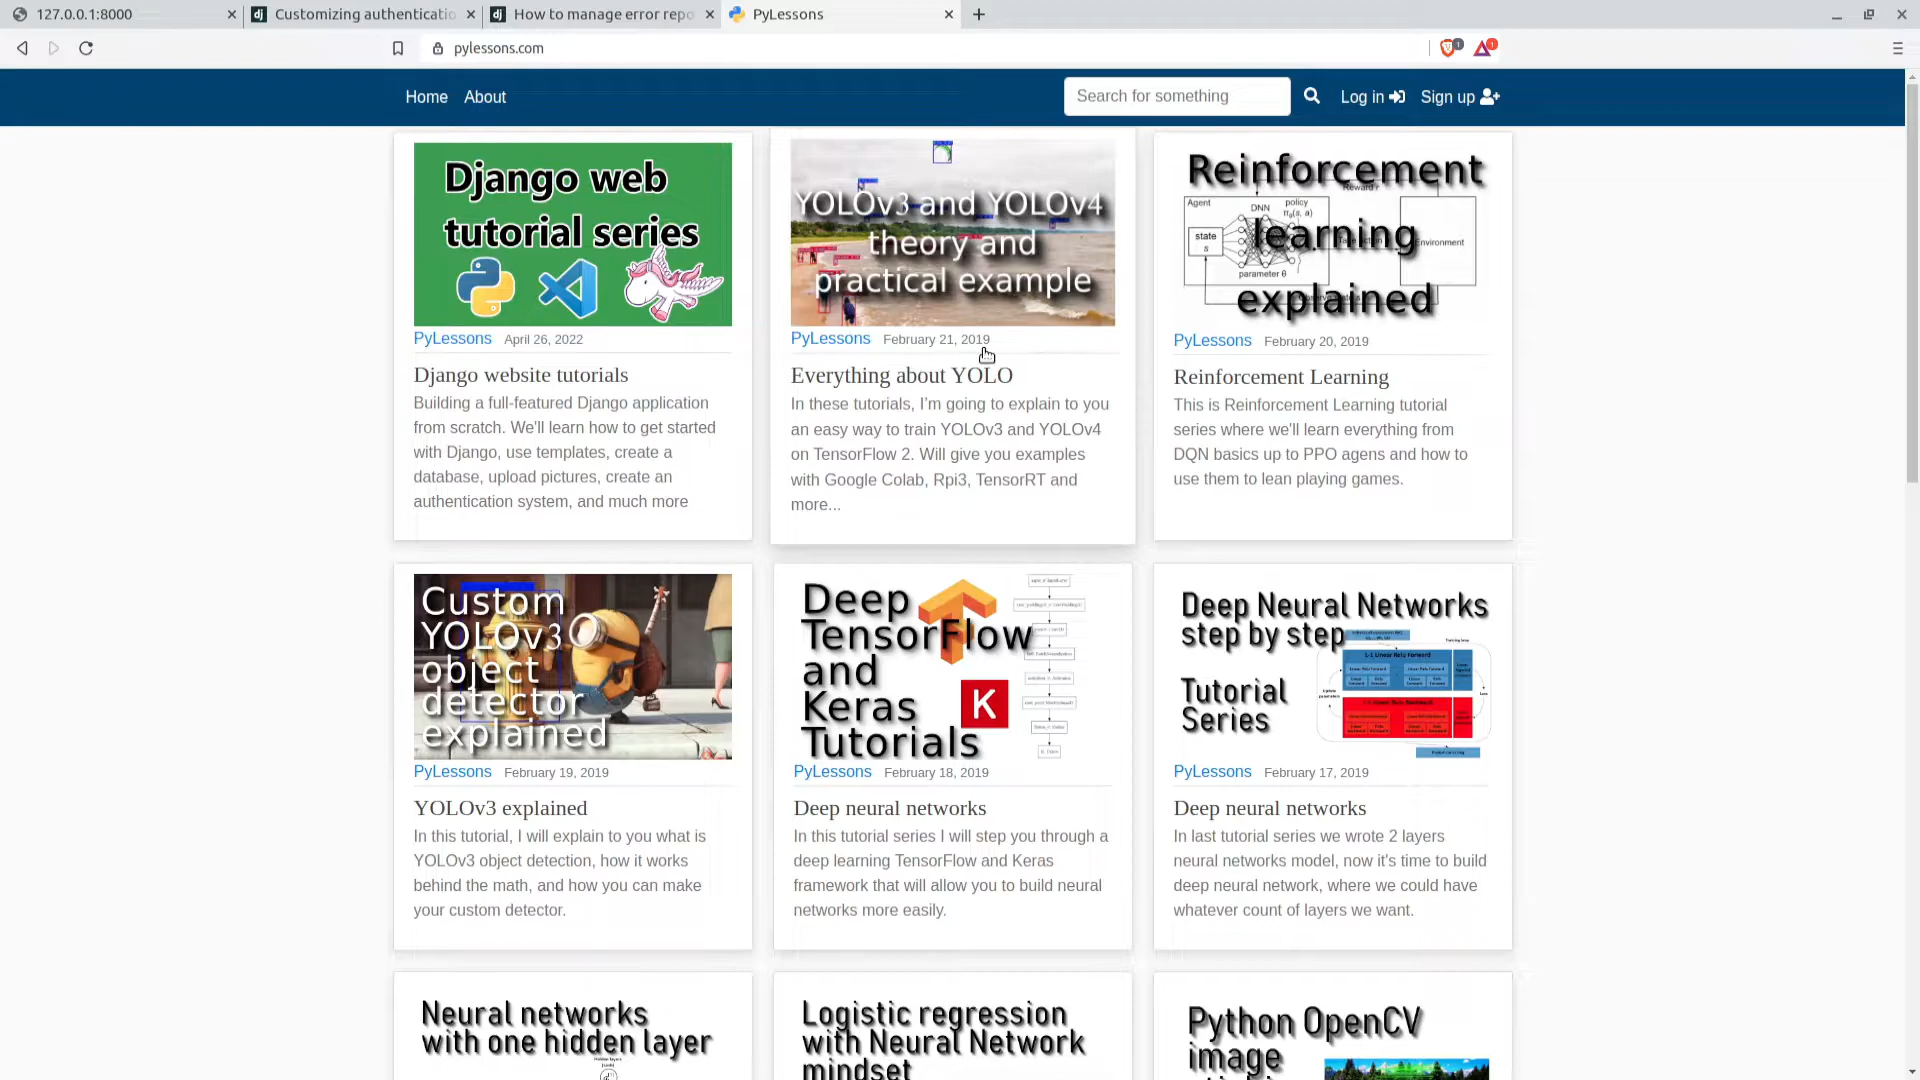 127.0.0.1:8000
Customizing authenticatio
How to manage error repo
PyLessons
pylessons.com
Home
About
Search for something
Log in
Sign up
Django web
tutorial series
PyLessons April 26, 2022
Django website tutorials
Building a full-featured Django application
from scratch. We'll learn how to get started
with Django, use templates, create a
database, upload pictures, create an
authentication system, and much more
YOLOv3 and YOLOv4
theory and
practical example
PyLessons February 21, 2019
Everything about YOLO
In these tutorials, I'm going to explain to you
an easy way to train YOLOv3 and YOLOv4
on TensorFlow 2. Will give you examples
with Google Colab, Rpi3, TensorRT and
more...
Reinforcement
learning
explained
Reward r
Agent
DNN
policy
πθ(s, a)
state
s
Environment
parameter θ
PyLessons February 20, 2019
Reinforcement Learning
This is Reinforcement Learning tutorial
series where we'll learn everything from
DQN basics up to PPO agens and how to
use them to lean playing games.
Custom
YOLOv3
object
detector
explained
PyLessons February 19, 2019
YOLOv3 explained
In this tutorial, I will explain to you what is
YOLOv3 object detection, how it works
behind the math, and how you can make
your custom detector.
Deep
TensorFlow
and
Keras
Tutorials
K
PyLessons February 18, 2019
Deep neural networks
In this tutorial series I will step you through a
deep learning TensorFlow and Keras
framework that will allow you to build neural
networks more easily.
Deep Neural Networks
step by step
Tutorial
Series
PyLessons February 17, 2019
Deep neural networks
In last tutorial series we wrote 2 layers
neural networks model, now it's time to build
deep neural network, where we could have
whatever count of layers we want.
Neural networks
with one hidden layer
Logistic regression
with Neural Network
mindset
Python OpenCV
image